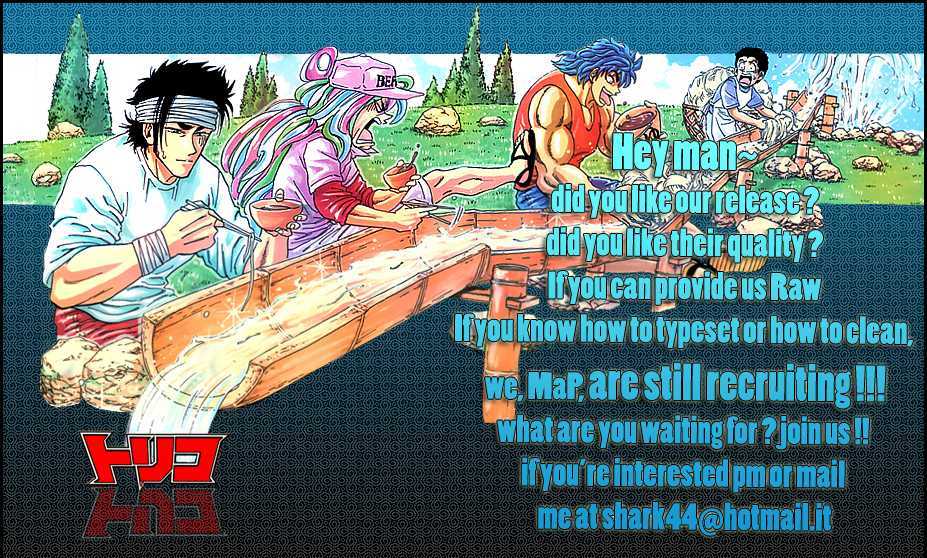 BEA
Hey man~
did you like our release ?
did you like their quality ?
If you can provide us Raw
If you know how to typeset or how to clean,
we, MaP, are still recruiting !!!
what are you waiting for ? join us !!
if you're interested pm or mail
me at shark44@hotmail.it
トリコ